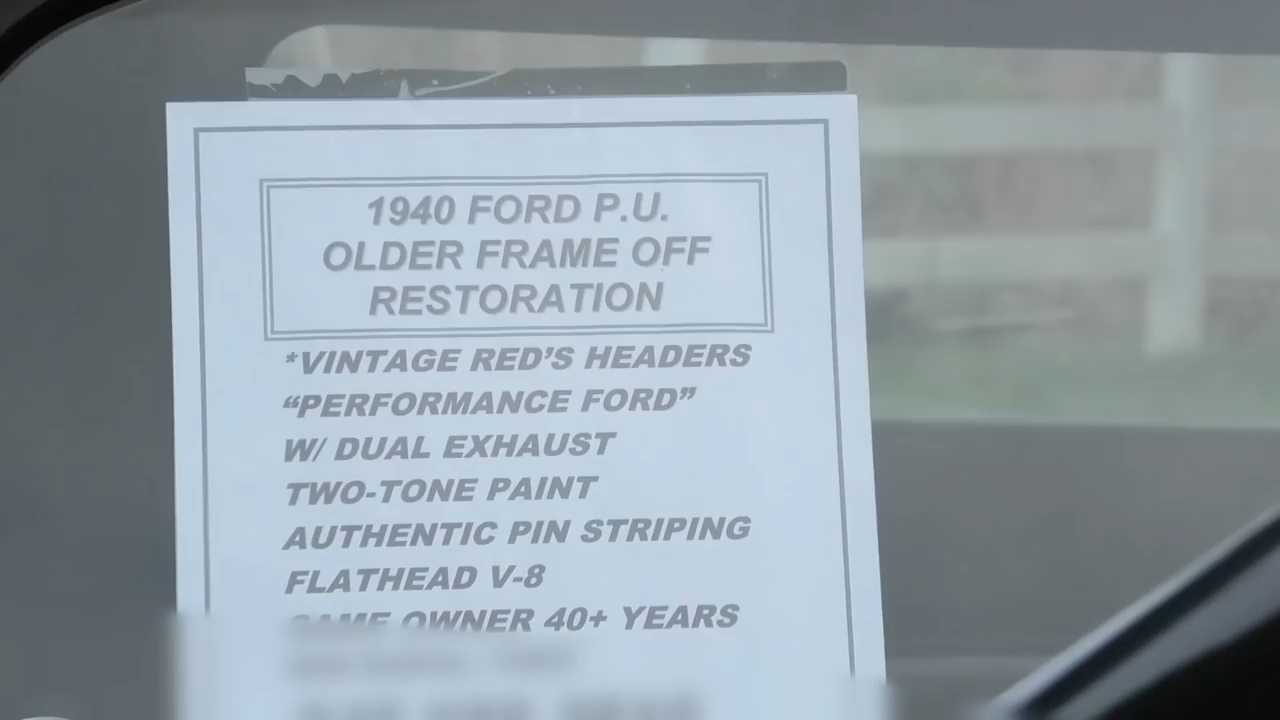 1940 FORD P.U.
OLDER FRAME OFF
RESTORATION
*VINTAGE RED'S HEADERS
“PERFORMANCE FORD”
W/ DUAL EXHAUST
TWO-TONE PAINT
AUTHENTIC PIN STRIPING
FLATHEAD V-8
SAME OWNER 40+ YEARS